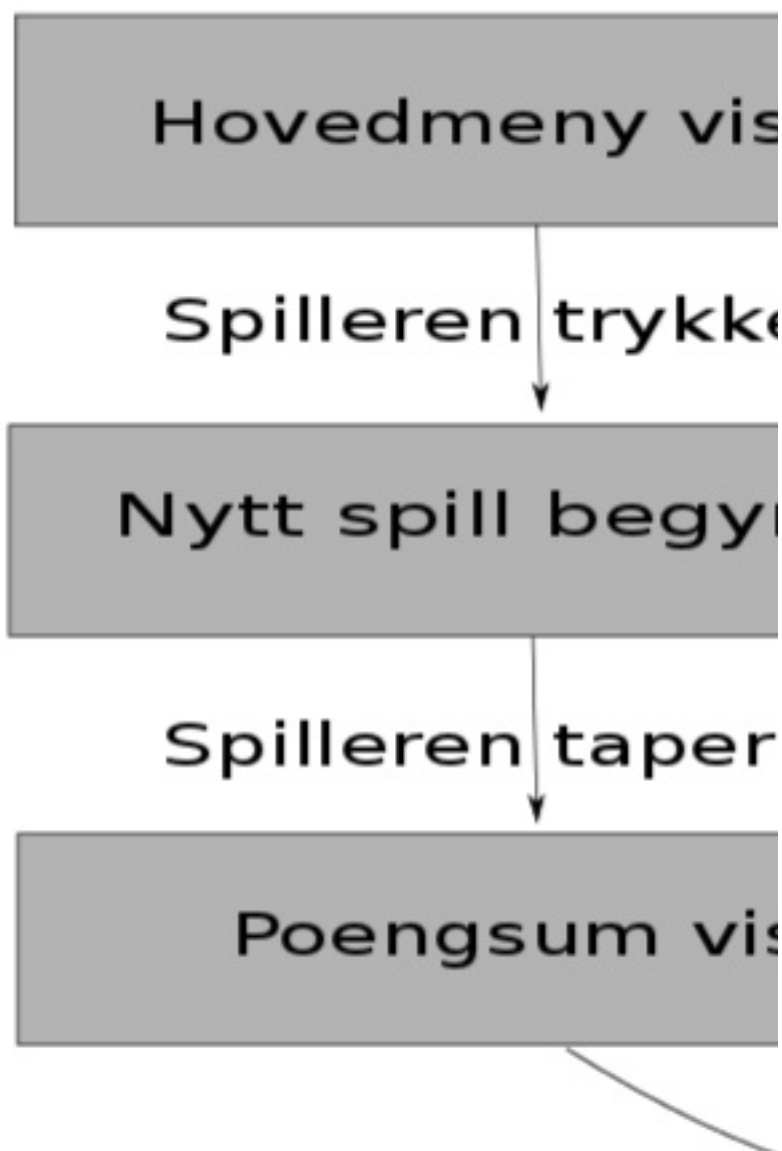 Hovedmeny vis
Spilleren trykke
Nytt spill begyn
Spilleren taper
Poengsum vis